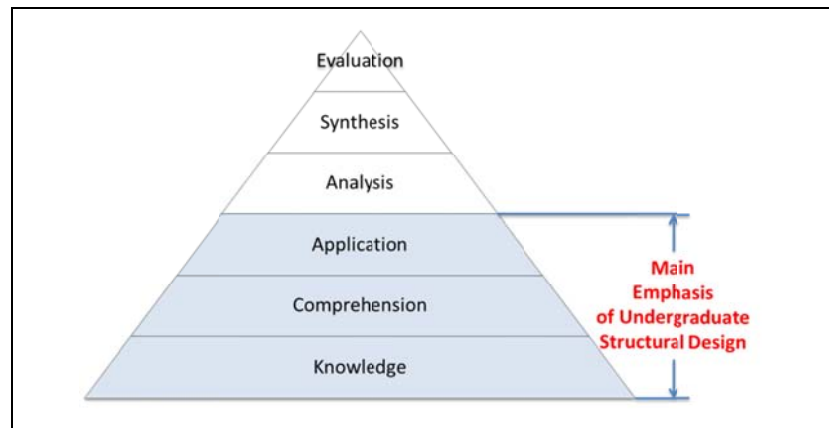 Evaluation
Synthesis
Analysis
Application
Comprehension
Knowledge
Main
Emphasis
of Undergraduate
Structural Design